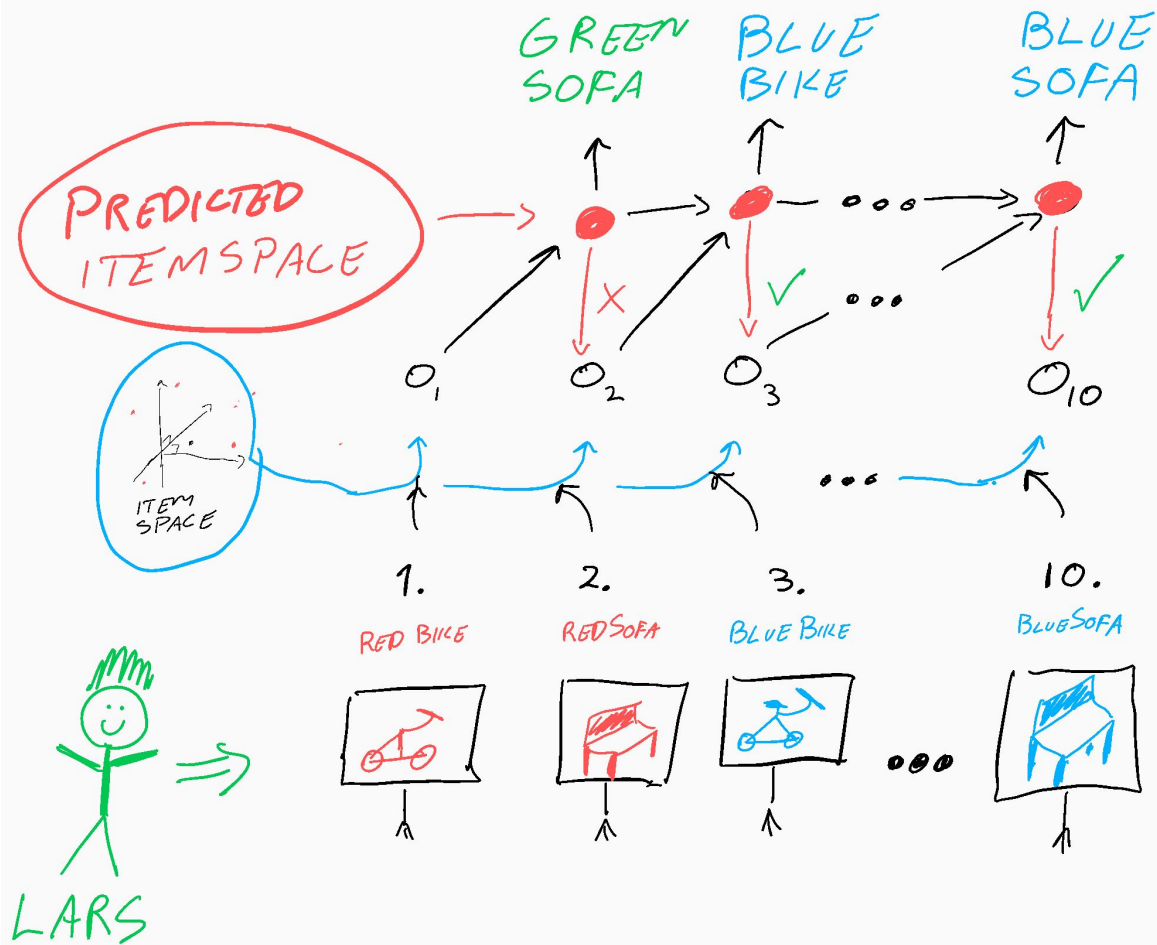 GREEN
SOFA
BLUE
BIKE
BLUE
SOFA
PREDICTED
ITEMSPACE
X
O1
O2
O3
O10
ITEM
SPACE
1.
2.
3.
10.
RED BIKE
RED SOFA
BLUE BIKE
BLUE SOFA
LARS